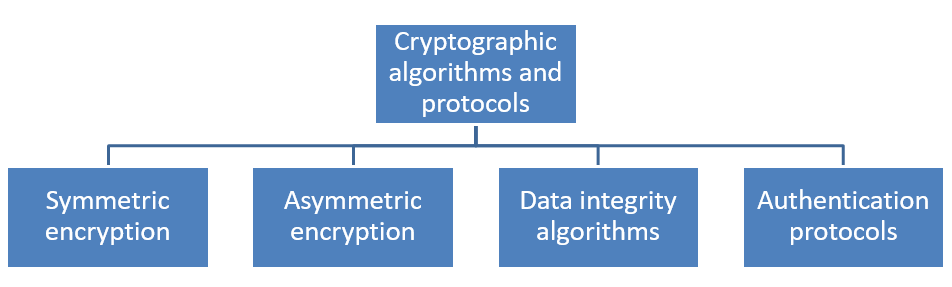 Cryptographic
algorithms and
protocols
Symmetric
encryption
Asymmetric
encryption
Data integrity
algorithms
Authentication
protocols